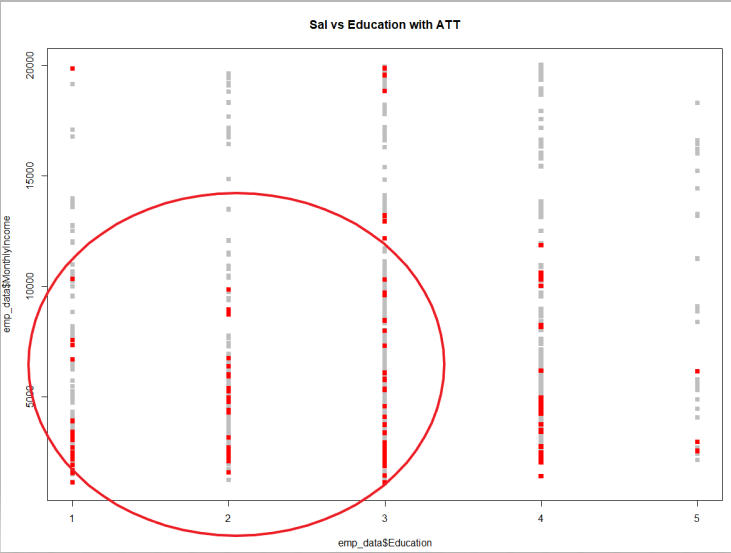 Sal vs Education with ATT
20000
15000
10000
5000
emp_data$MonthlyIncome
1 2 3 4 5
emp_data$Education